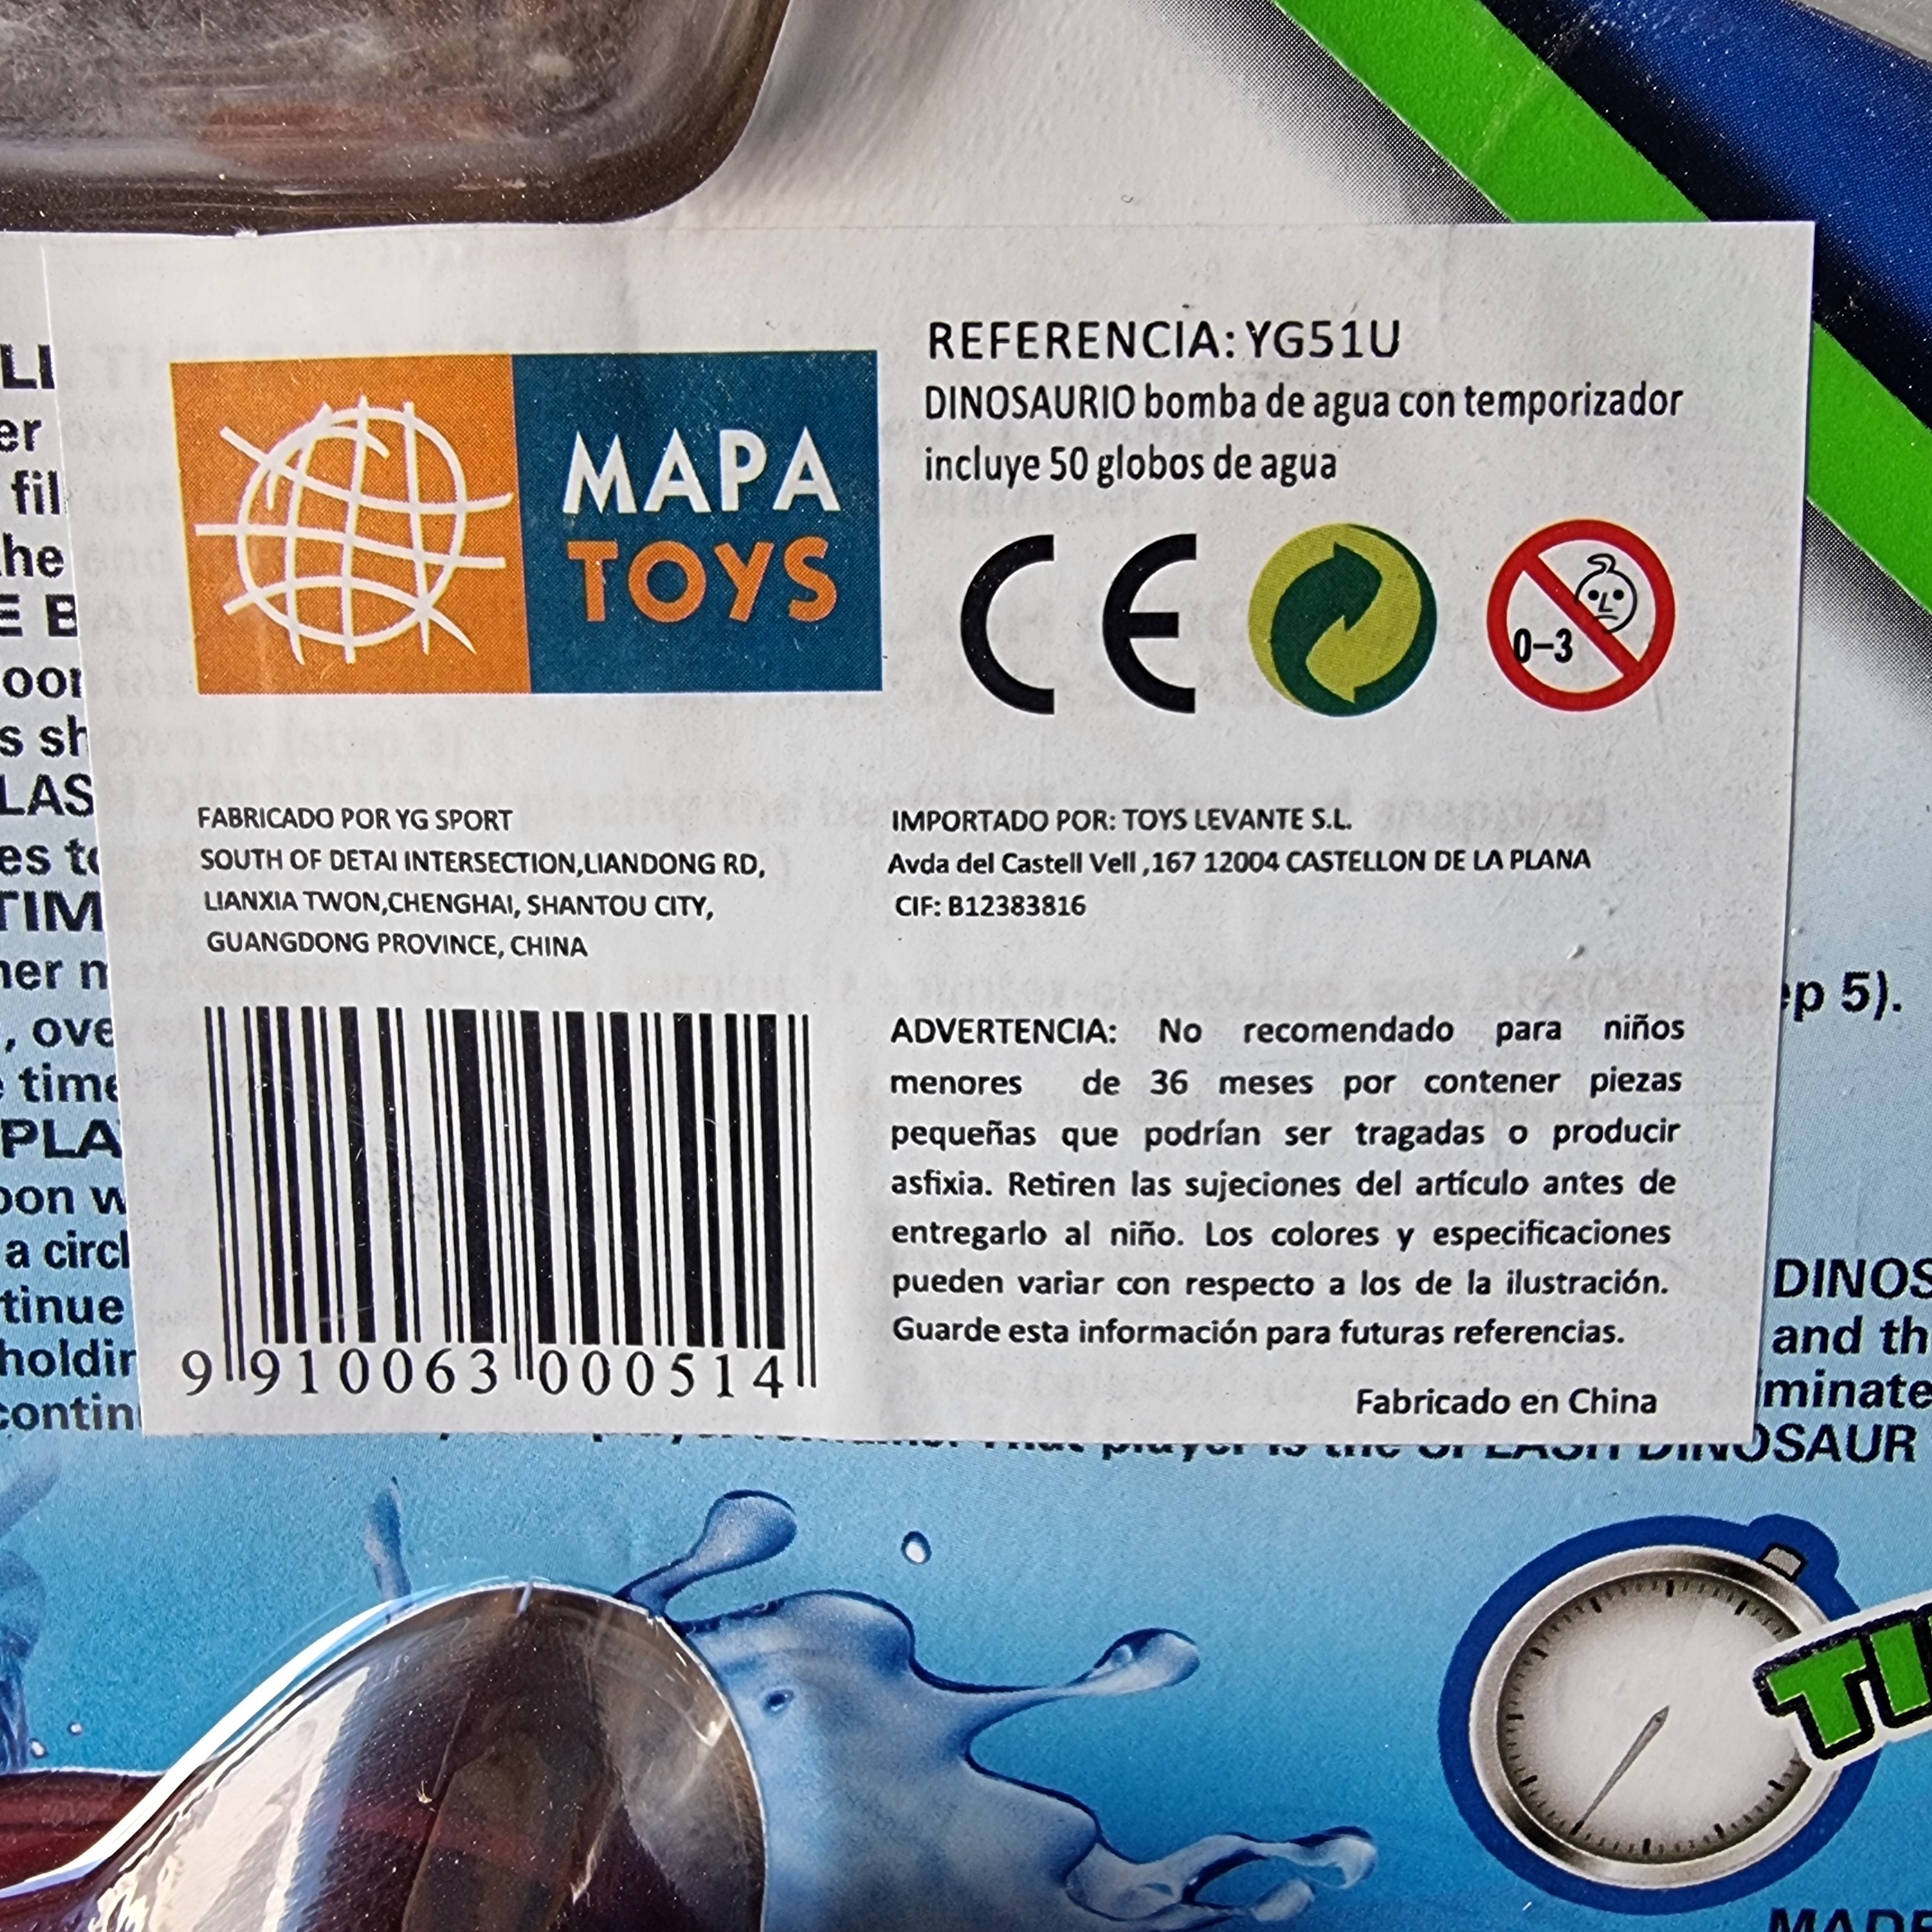 MAPA
TOYS
REFERENCIA: YG51U
DINOSAURIO bomba de agua con temporizador
incluye 50 globos de agua
CE
0-3
FABRICADO POR YG SPORT
SOUTH OF DETAI INTERSECTION,LIANDONG RD,
LIANXIA TWON,CHENGHAI, SHANTOU CITY,
GUANGDONG PROVINCE, CHINA
IMPORTADO POR: TOYS LEVANTE S.L.
Avda del Castell Vell ,167 12004 CASTELLON DE LA PLANA
CIF: B12383816
9 910063 000514
ADVERTENCIA: No recomendado para niños
menores de 36 meses por contener piezas
pequeñas que podrían ser tragadas o producir
asfixia. Retiren las sujeciones del artículo antes de
entregarlo al niño. Los colores y especificaciones
pueden variar con respecto a los de la ilustración.
Guarde esta información para futuras referencias.
Fabricado en China
5).
and
DINOSAUR